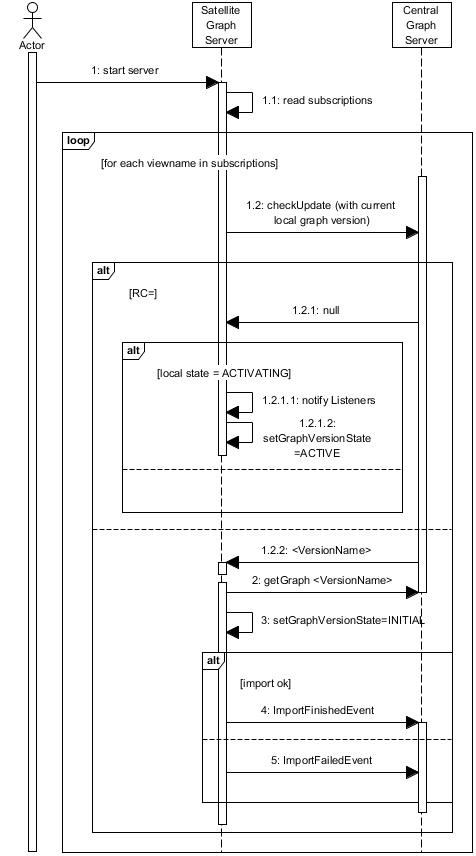 Satellite
Graph
Server
Central
Graph
Server
Actor
1: start server
1.1: read subscriptions
loop
[for each viewname in subscriptions]
1.2: checkUpdate (with current
local graph version)
alt
[RC=]
1.2.1: null
alt
[local state = ACTIVATING]
1.2.1.1: notify Listeners
1.2.1.2:
setGraphVersionState
=ACTIVE
1.2.2: <VersionName>
2: getGraph <VersionName>
3: setGraphVersionState=INITIAL
alt
[import ok]
4: ImportFinishedEvent
5: ImportFailedEvent